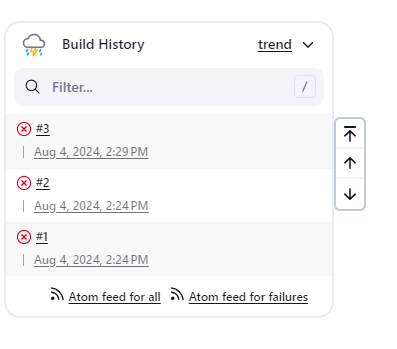 Build History trend
Filter... /
#3
Aug 4, 2024, 2:29 PM
#2
Aug 4, 2024, 2:24 PM
#1
Aug 4, 2024, 2:24 PM
Atom feed for all Atom feed for failures